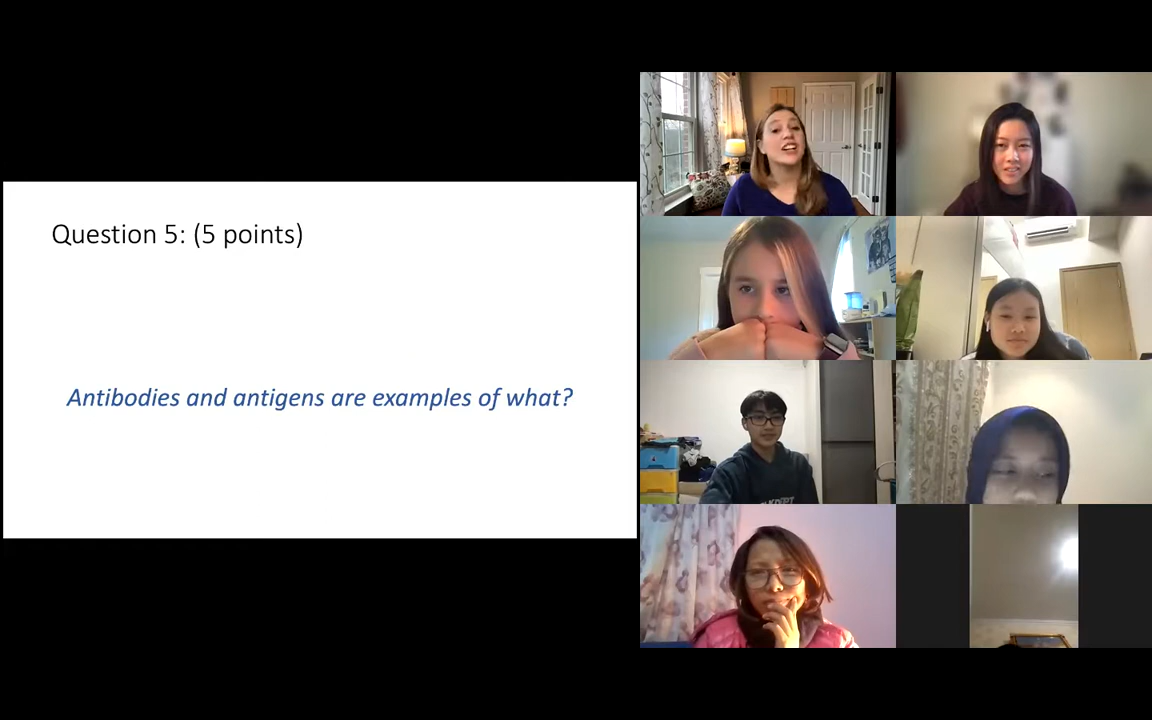 Question 5: (5 points)
Antibodies and antigens are examples of what?